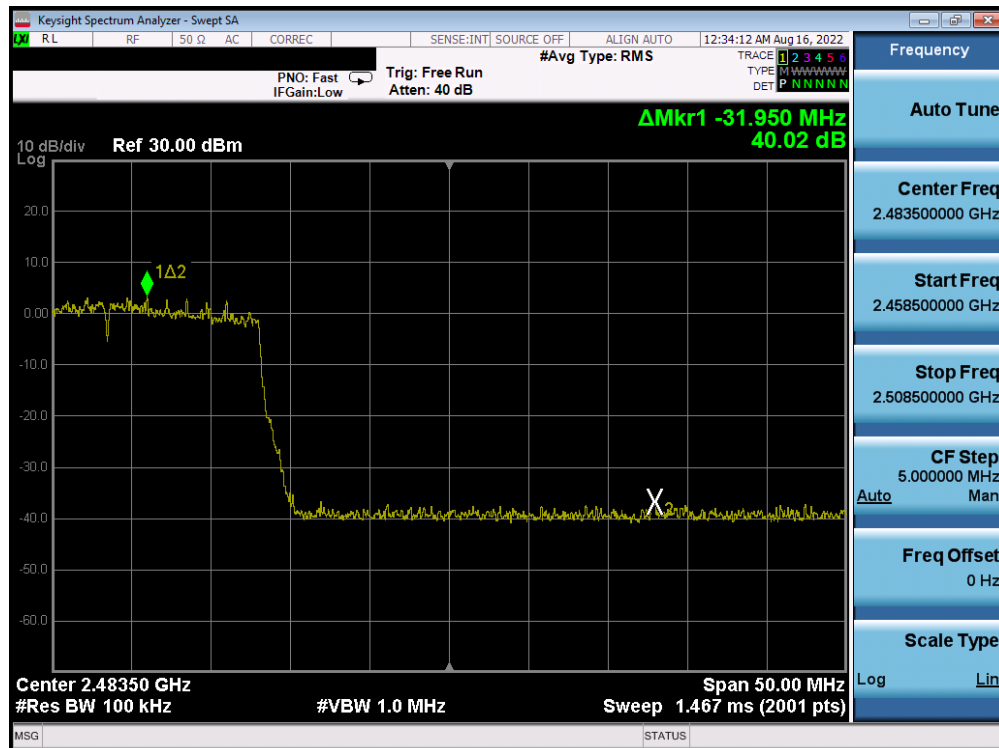 Keysight Spectrum Analyzer - Swept SA
LXI RL RF 50 Ω AC CORREC SENSE:INT SOURCE OFF ALIGN AUTO 12:34:12 AM Aug 16, 2022
#Avg Type: RMS
TRACE 1 2 3 4 5 6
PNO: Fast Trig: Free Run TYPE M WWWWW
IFGain:Low Atten: 40 dB DET P N N N N N
ΔMkr1 -31.950 MHz
40.02 dB
10 dB/div Ref 30.00 dBm
Log
20.0
10.0
1Δ2
0.00
-10.0
-20.0
-30.0
X2
-40.0
-50.0
-60.0
Center 2.48350 GHz Span 50.00 MHz
#Res BW 100 kHz #VBW 1.0 MHz Sweep 1.467 ms (2001 pts)
MSG STATUS
Frequency
Auto Tune
Center Freq
2.483500000 GHz
Start Freq
2.458500000 GHz
Stop Freq
2.508500000 GHz
CF Step
5.000000 MHz
Auto Man
Freq Offset
0 Hz
Scale Type
Log Lin